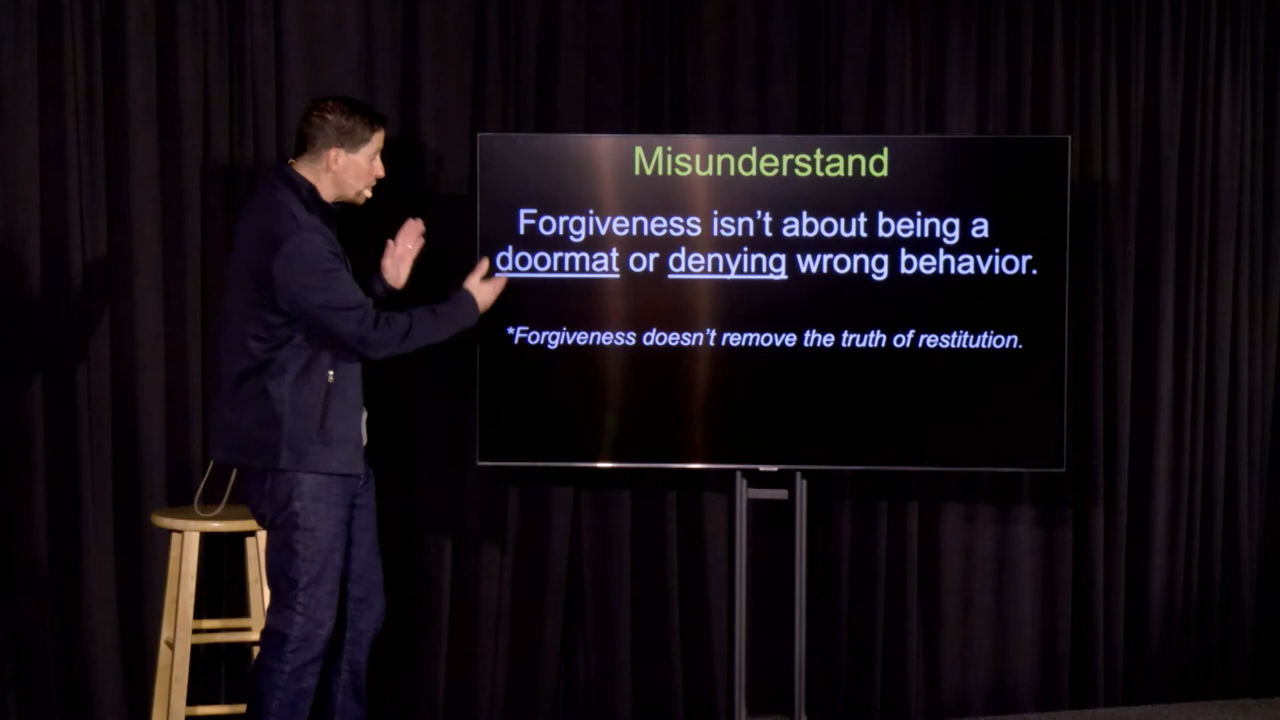 Misunderstand
Forgiveness isn’t about being a
doormat or denying wrong behavior.
*Forgiveness doesn’t remove the truth of restitution.